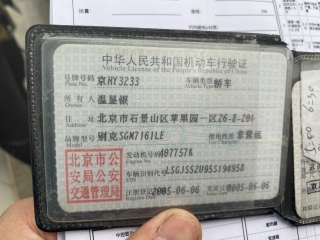 中华人民共和国机动车行驶证
Vehicle License of the People's Republic of China
号牌号码 京HY3233 车辆类型 轿车
所有人 温垦银
住址 北京市石景山区苹果园一区26-8-201
品牌型号 别克SGM7161LE 使用性质 非营运
发动机号 407757K
车辆识别代号 LSGJS52U95S194958
注册登记日期 2005-06-06 发证日期 2005-06-06
北京市公
安局公安
交通管理局